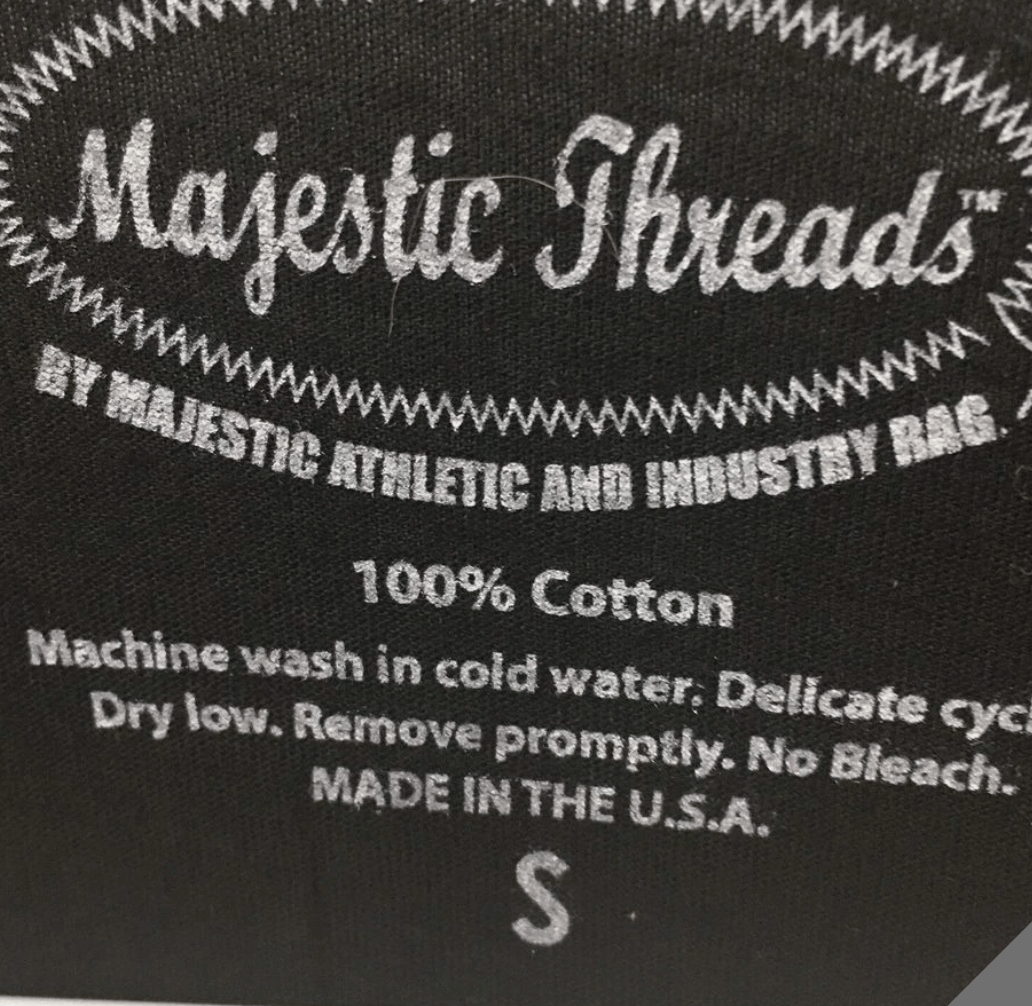 Majestic Threads™
BY MAJESTIC ATHLETIC AND INDUSTRY RAG.
100% Cotton
Machine wash in cold water. Delicate cyc
Dry low. Remove promptly. No Bleach.
MADE IN THE U.S.A.
S